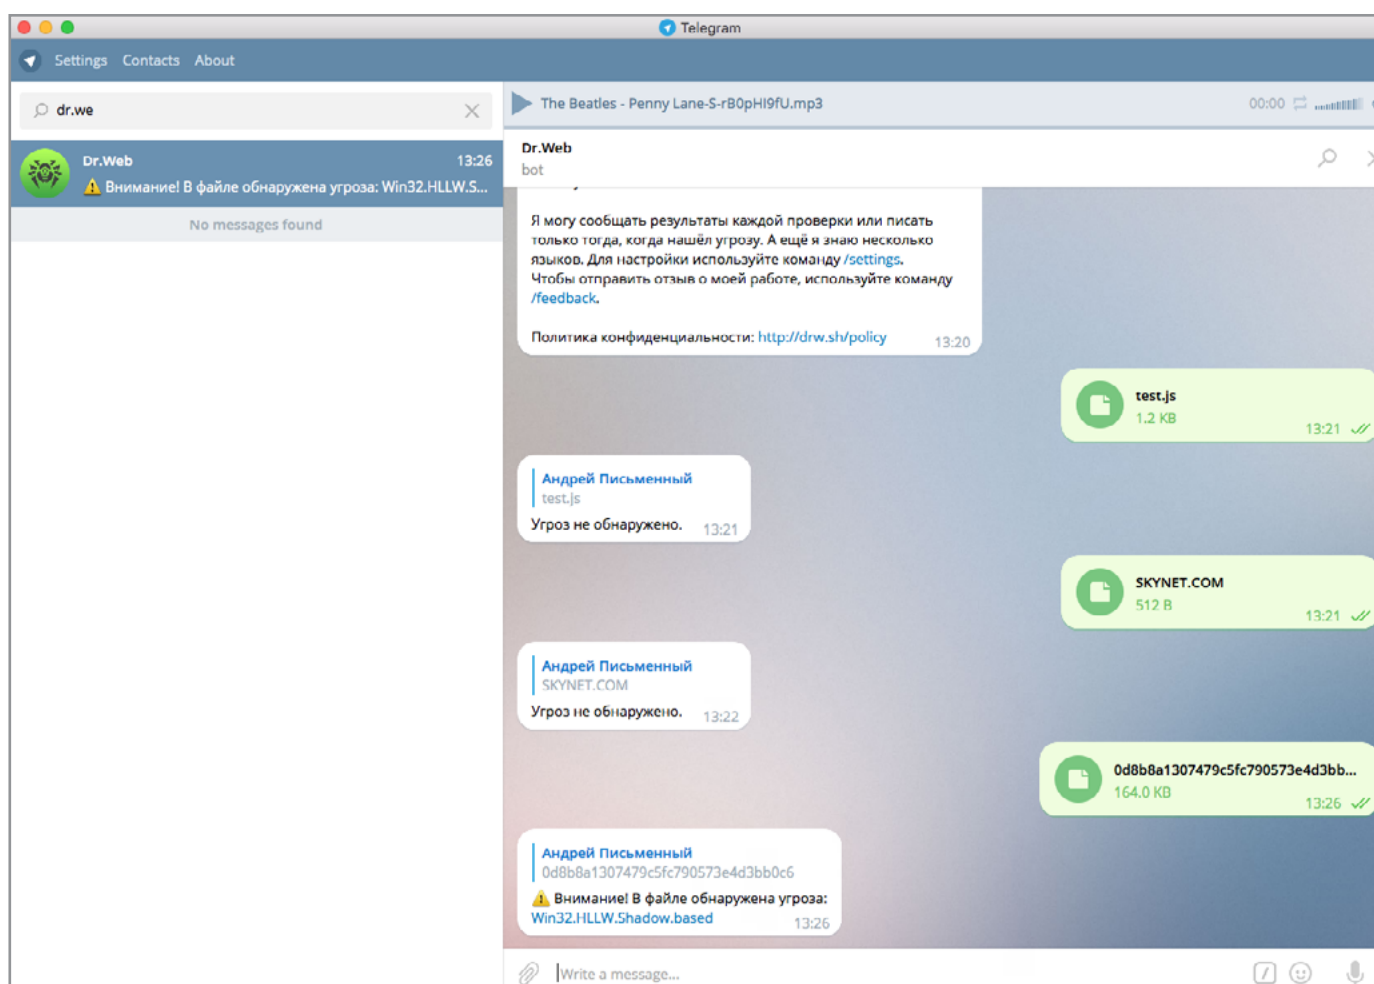 Telegram
Settings Contacts About
dr.we
Dr.Web 13:26
⚠ Внимание! В файле обнаружена угроза: Win32.HLLW.S...
No messages found
The Beatles - Penny Lane-S-rB0pHI9fU.mp3 00:00
Dr.Web
bot
Я могу сообщать результаты каждой проверки или писать
только тогда, когда нашёл угрозу. А ещё я знаю несколько
языков. Для настройки используйте команду /settings.
Чтобы отправить отзыв о моей работе, используйте команду
/feedback.
Политика конфиденциальности: http://drw.sh/policy 13:20
test.js
1.2 KB
13:21
Андрей Письменный
test.js
Угроз не обнаружено. 13:21
SKYNET.COM
512 B
13:21
Андрей Письменный
SKYNET.COM
Угроз не обнаружено. 13:22
0d8b8a1307479c5fc790573e4d3bb...
164.0 KB
13:26
Андрей Письменный
0d8b8a1307479c5fc790573e4d3bb0c6
⚠ Внимание! В файле обнаружена угроза:
Win32.HLLW.Shadow.based 13:26
Write a message...